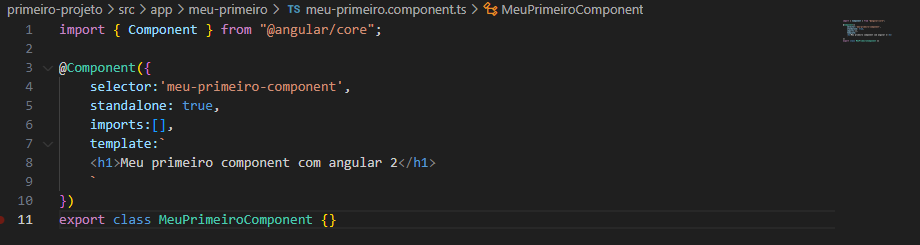 primeiro-projeto > src > app > meu-primeiro > TS meu-primeiro.component.ts > MeuPrimeiroComponent
1 import { Component } from "@angular/core";
2
3 @Component({
4 selector:'meu-primeiro-component',
5 standalone: true,
6 imports:[],
7 template:`
8 <h1>Meu primeiro component com angular 2</h1>
9 `
10 })
11 export class MeuPrimeiroComponent {}